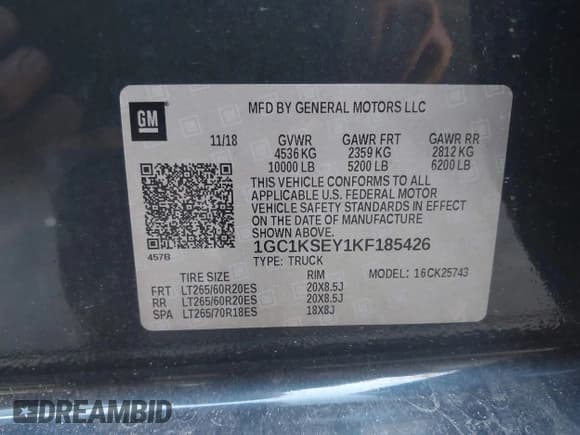 GM
MFD BY GENERAL MOTORS LLC
11/18 GVWR GAWR FRT GAWR RR
4536 KG 2359 KG 2812 KG
10000 LB 5200 LB 6200 LB
THIS VEHICLE CONFORMS TO ALL
APPLICABLE U.S. FEDERAL MOTOR
VEHICLE SAFETY STANDARDS IN EFFECT
ON THE DATE OF MANUFACTURE
SHOWN ABOVE.
457B 1GC1KSEY1KF185426
TYPE: TRUCK MODEL: 16CK25743
TIRE SIZE RIM
FRT LT265/60R20ES 20X8.5J
RR LT265/60R20ES 20X8.5J
SPA LT265/70R18ES 18X8J
DREAMBID